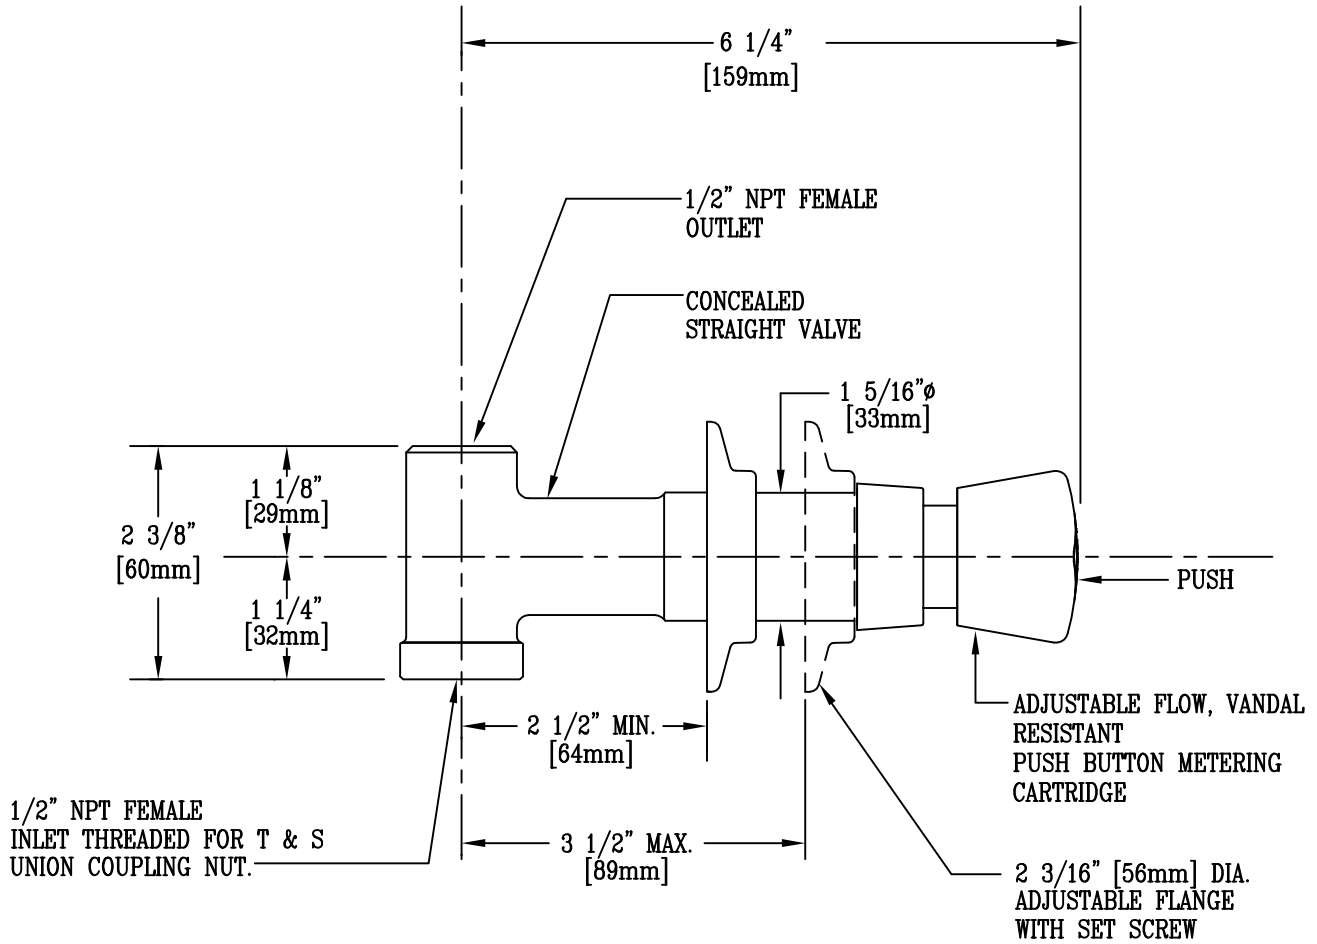 6 1/4"
[159mm]
1/2" NPT FEMALE
OUTLET
CONCEALED
STRAIGHT VALVE
1 5/16"ø
[33mm]
1 1/8"
[29mm]
2 3/8"
[60mm]
1 1/4"
[32mm]
PUSH
2 1/2" MIN.
[64mm]
ADJUSTABLE FLOW, VANDAL
RESISTANT
PUSH BUTTON METERING
CARTRIDGE
1/2" NPT FEMALE
INLET THREADED FOR T & S
UNION COUPLING NUT.
3 1/2" MAX.
[89mm]
2 3/16" [56mm] DIA.
ADJUSTABLE FLANGE
WITH SET SCREW